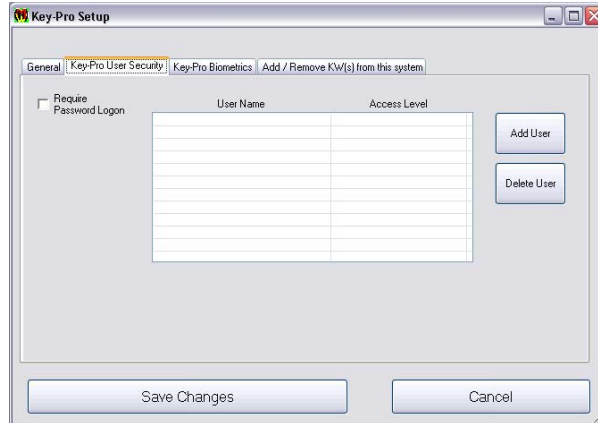 Key-Pro Setup
General Key-Pro User Security Key-Pro Biometrics Add / Remove KW(s) from this system
Require
Password Logon
User Name Access Level
Add User
Delete User
Save Changes Cancel